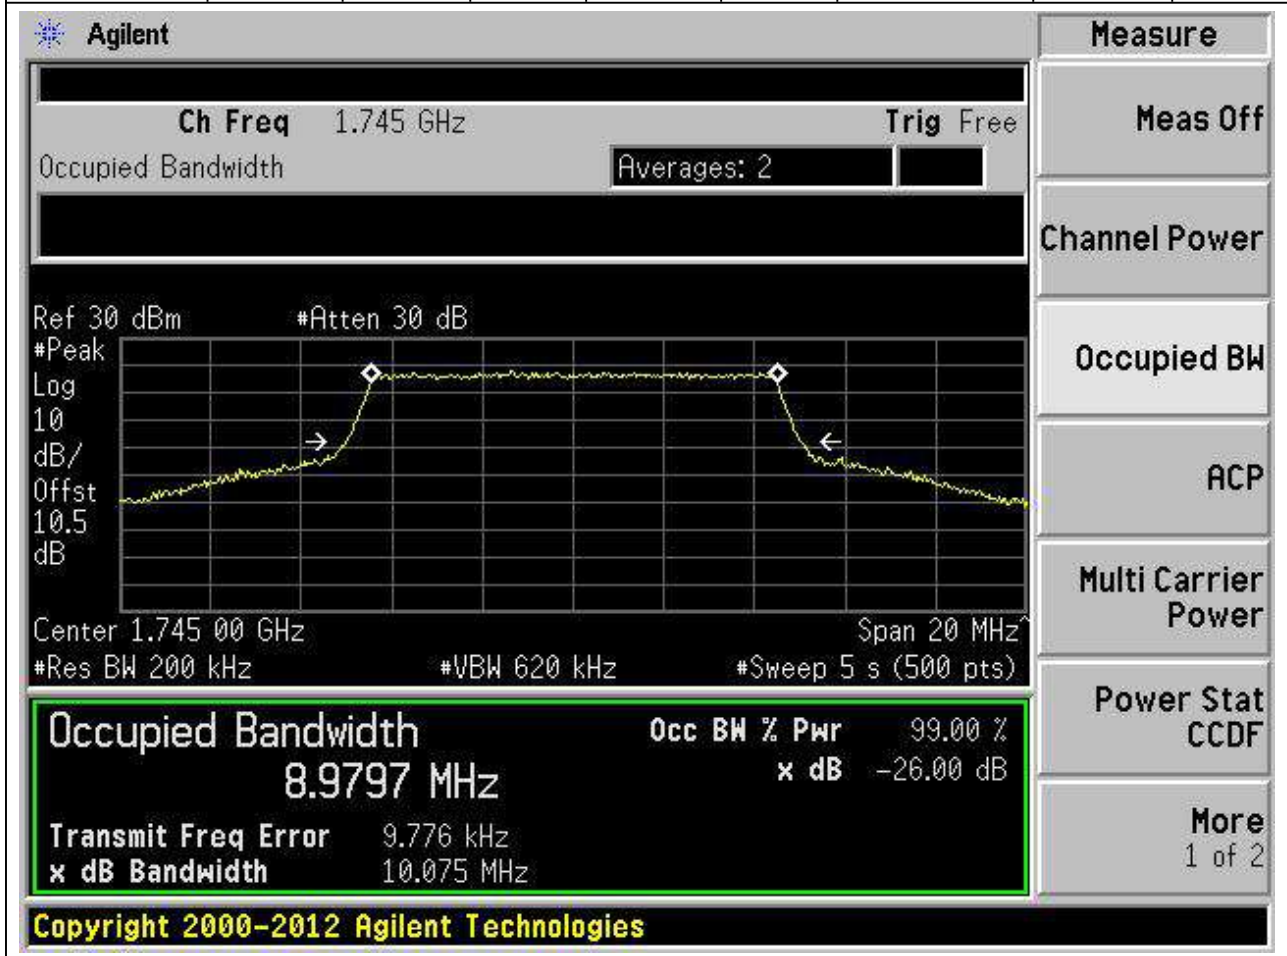 Agilent
Measure
Ch Freq 1.745 GHz Trig Free
Meas Off
Occupied Bandwidth Averages: 2
Channel Power
Ref 30 dBm #Atten 30 dB
#Peak
Log
10
dB/
Offst
10.5
dB
Occupied BW
ACP
Center 1.745 00 GHz Span 20 MHz^
#Res BW 200 kHz #VBW 620 kHz #Sweep 5 s (500 pts)
Multi Carrier
Power
Occupied Bandwidth Occ BW % Pwr 99.00 %
8.9797 MHz x dB -26.00 dB
Transmit Freq Error 9.776 kHz
x dB Bandwidth 10.075 MHz
Power Stat
CCDF
More
1 of 2
Copyright 2000-2012 Agilent Technologies